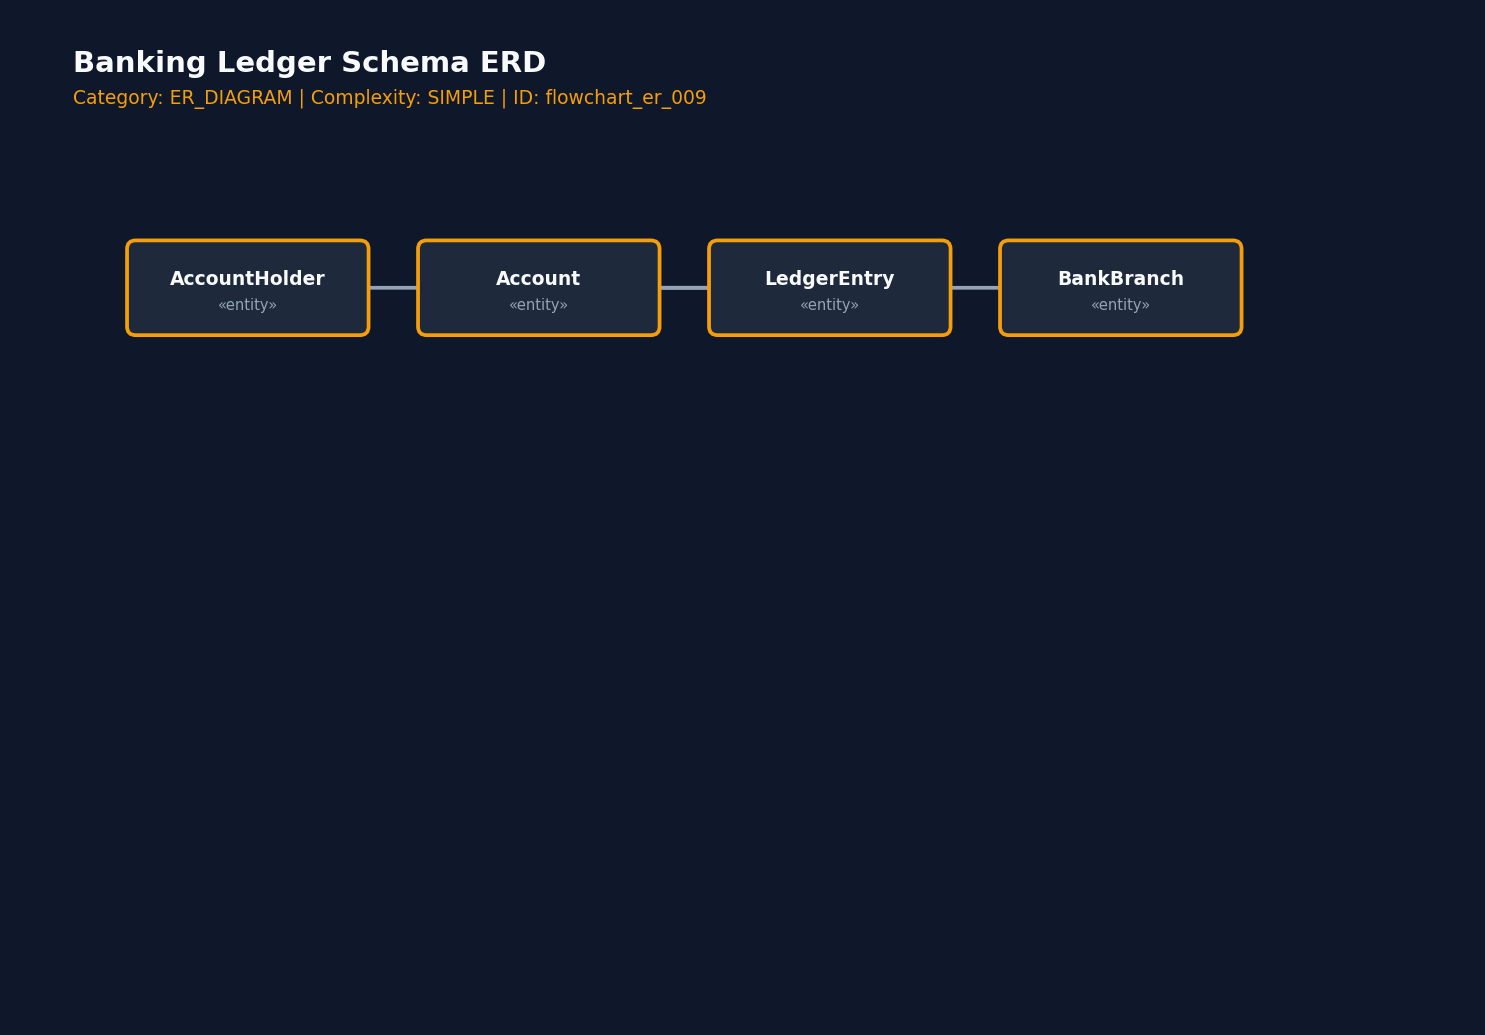 Banking Ledger Schema ERD
Category: ER_DIAGRAM | Complexity: SIMPLE | ID: flowchart_er_009
AccountHolder
«entity»
Account
«entity»
LedgerEntry
«entity»
BankBranch
«entity»